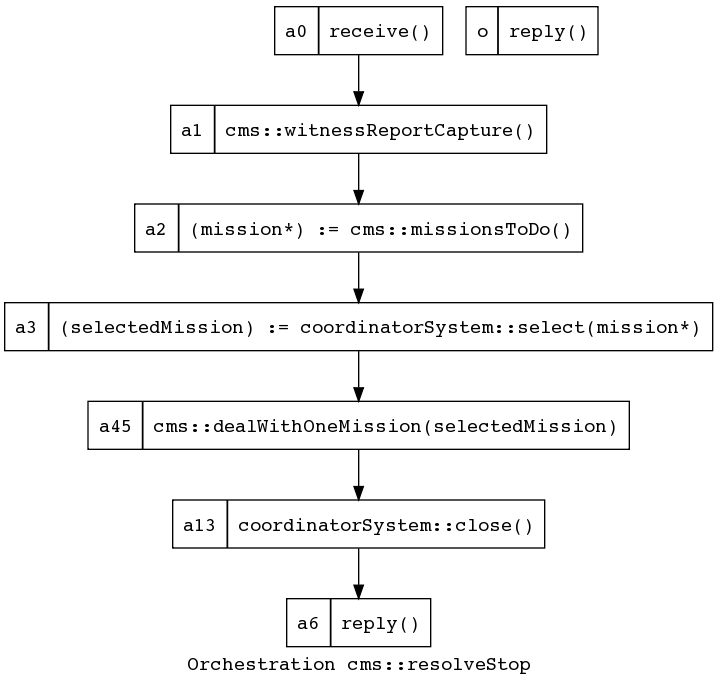 a0 receive() o reply()
a1 cms::witnessReportCapture()
a2 (mission*) := cms::missionsToDo()
a3 (selectedMission) := coordinatorSystem::select(mission*)
a45 cms::dealWithOneMission(selectedMission)
a13 coordinatorSystem::close()
a6 reply()
Orchestration cms::resolveStop